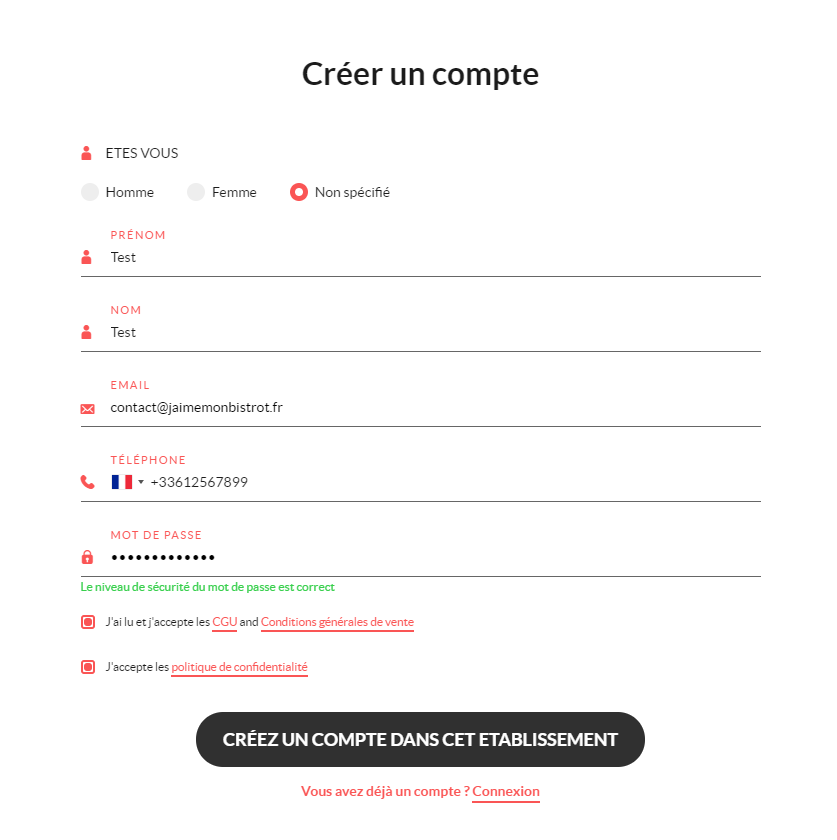 Créer un compte
ETES VOUS
Homme Femme Non spécifié
PRÉNOM
Test
NOM
Test
EMAIL
contact@jaimemonbistrot.fr
TÉLÉPHONE
+33612567899
MOT DE PASSE
•••••••••••••
Le niveau de sécurité du mot de passe est correct
J'ai lu et j'accepte les CGU and Conditions générales de vente
J'accepte les politique de confidentialité
CRÉEZ UN COMPTE DANS CET ETABLISSEMENT
Vous avez déjà un compte ? Connexion